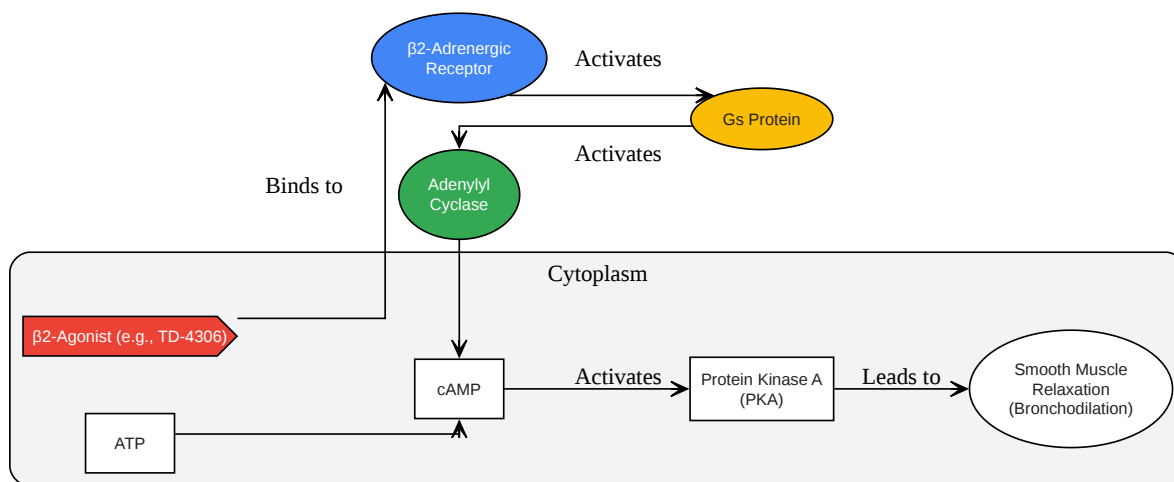 β2-Adrenergic
Receptor
Activates
Gs Protein
Activates
Adenylyl
Cyclase
Binds to
Cytoplasm
β2-Agonist (e.g., TD-4306)
cAMP
Activates
Protein Kinase A
(PKA)
Leads to
Smooth Muscle
Relaxation
(Bronchodilation)
ATP